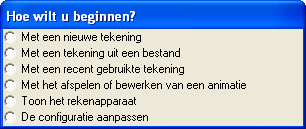 Hoe wilt u beginnen?
Met een nieuwe tekening
Met een tekening uit een bestand
Met een recent gebruikte tekening
Met het afspelen of bewerken van een animatie
Toon het rekenapparaat
De configuratie aanpassen